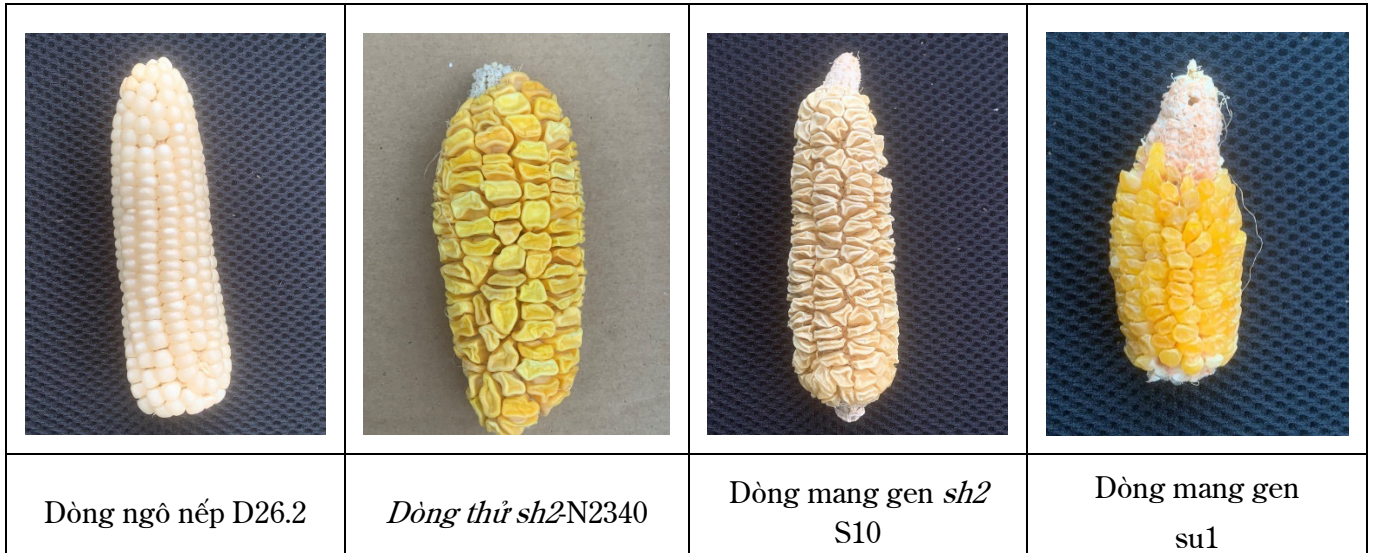 Dòng ngô nếp D26.2
Dòng thử sh2-N2340
Dòng mang gen sh2
S10
Dòng mang gen
su1